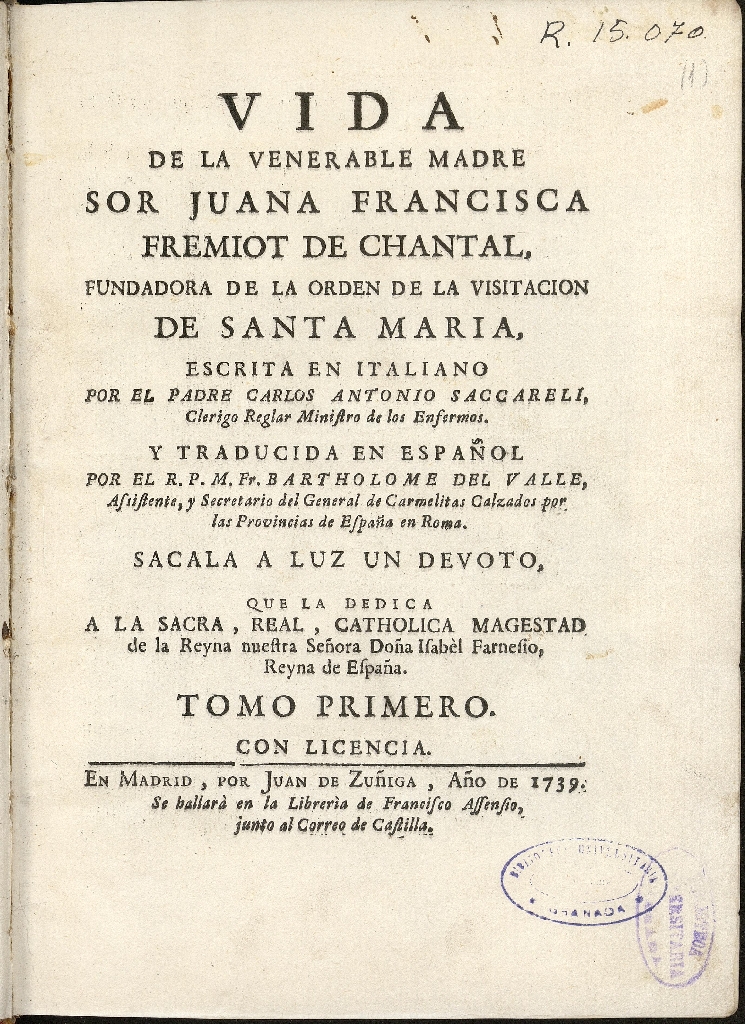 R. 15.070
(1)
VIDA
DE LA VENERABLE MADRE
SOR JUANA FRANCISCA
FREMIOT DE CHANTAL,
FUNDADORA DE LA ORDEN DE LA VISITACION
DE SANTA MARIA,
ESCRITA EN ITALIANO
POR EL PADRE CARLOS ANTONIO SACCARELI,
Clerigo Reglar Miniſtro de los Enfermos.
Y TRADUCIDA EN ESPAÑOL
POR EL R. P. M. Fr. BARTHOLOME DEL VALLE,
Aſsiſtente, y Secretario del General de Carmelitas Calzados por
las Provincias de Eſpaña en Roma.
SACALA A LUZ UN DEVOTO,
QUE LA DEDICA
A LA SACRA, REAL, CATHOLICA MAGESTAD
de la Reyna nueſtra Señora Doña Iſabèl Farneſio,
Reyna de Eſpaña.
TOMO PRIMERO.
CON LICENCIA.
EN MADRID, POR JUAN DE ZUÑIGA, Año DE 1739.
Se hallarà en la Librerìa de Franciſco Aſſenſio,
junto al Correo de Caſtilla.
BIBLIOTECA UNIVERSITARIA
GRANADA